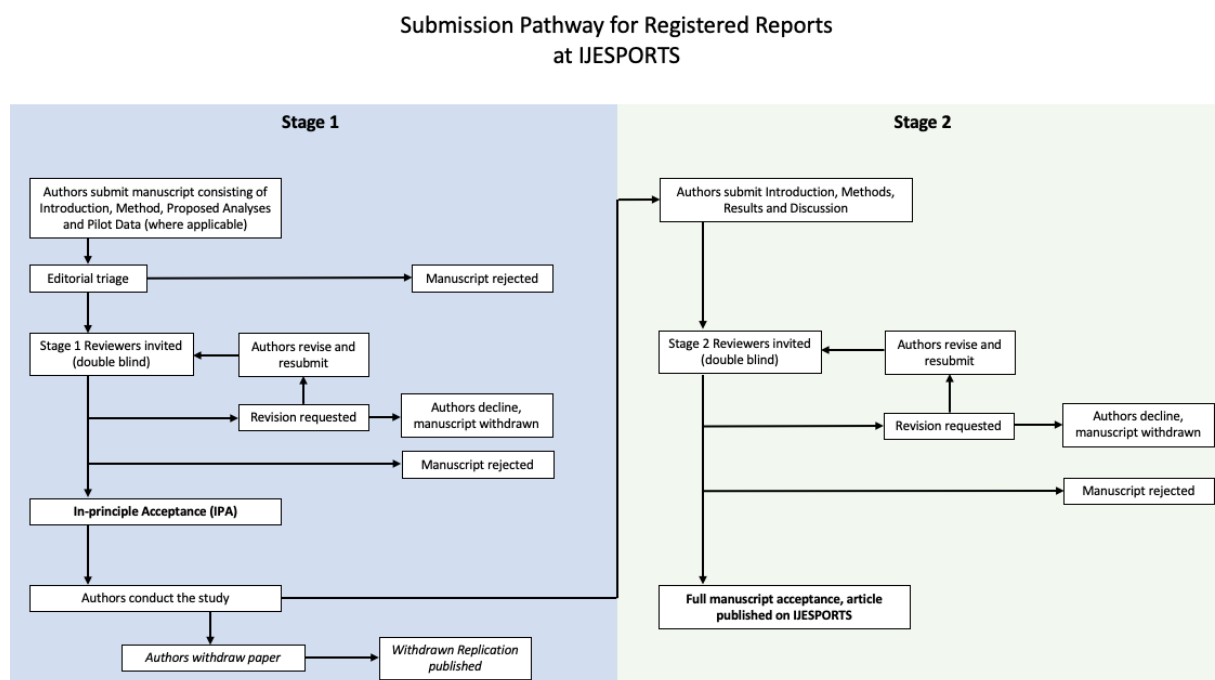 Submission Pathway for Registered Reports
at IJESPORTS
Stage 1
Authors submit manuscript consisting of
Introduction, Method, Proposed Analyses
and Pilot Data (where applicable)
Editorial triage
Manuscript rejected
Stage 1 Reviewers invited
(double blind)
Authors revise and
resubmit
Revision requested
Authors decline,
manuscript withdrawn
Manuscript rejected
In-principle Acceptance (IPA)
Authors conduct the study
Authors withdraw paper
Withdrawn Replication
published
Stage 2
Authors submit Introduction, Methods,
Results and Discussion
Stage 2 Reviewers invited
(double blind)
Authors revise and
resubmit
Revision requested
Authors decline,
manuscript withdrawn
Manuscript rejected
Full manuscript acceptance, article
published on IJESPORTS